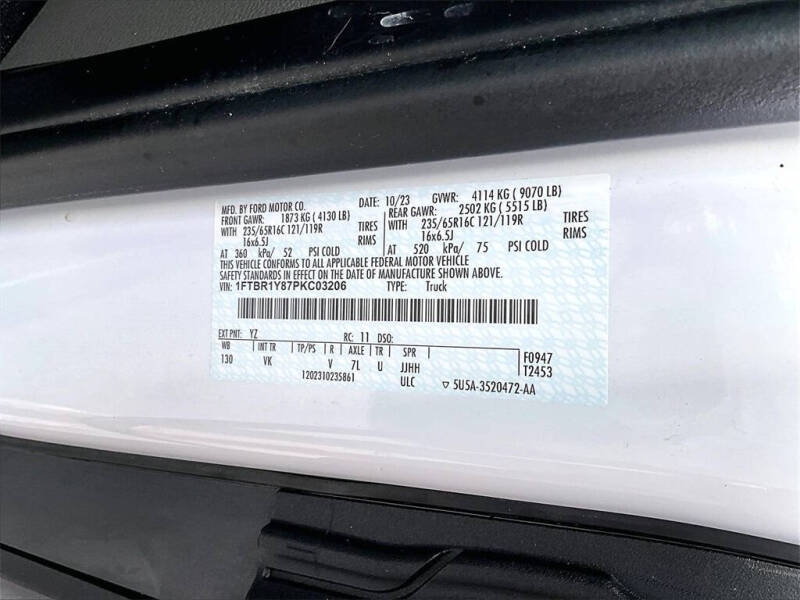 MFD. BY FORD MOTOR CO. DATE: 10/23 GVWR: 4114 KG ( 9070 LB)
FRONT GAWR: 1873 KG ( 4130 LB) REAR GAWR: 2502 KG ( 5515 LB)
WITH 235/65R16C 121/119R TIRES WITH 235/65R16C 121/119R TIRES
16x6.5J RIMS 16x6.5J RIMS
AT 360 kPa/ 52 PSI COLD AT 520 kPa/ 75 PSI COLD
THIS VEHICLE CONFORMS TO ALL APPLICABLE FEDERAL MOTOR VEHICLE
SAFETY STANDARDS IN EFFECT ON THE DATE OF MANUFACTURE SHOWN ABOVE.
VIN: 1FTBR1Y87PKC03206 TYPE: Truck
EXT PNT: YZ RC: 11 DSO:
WB INT TR TP/PS R AXLE TR SPR F0947
130 VK V 7L U JJHH T2453
1202310235861 ULC ▽ 5U5A-3520472-AA